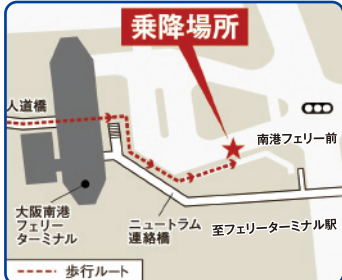 乗降場所
人道橋
南港フェリー前
大阪南港
フェリー
ターミナル
ニュートラム
連絡橋
至フェリーターミナル駅
歩行ルート